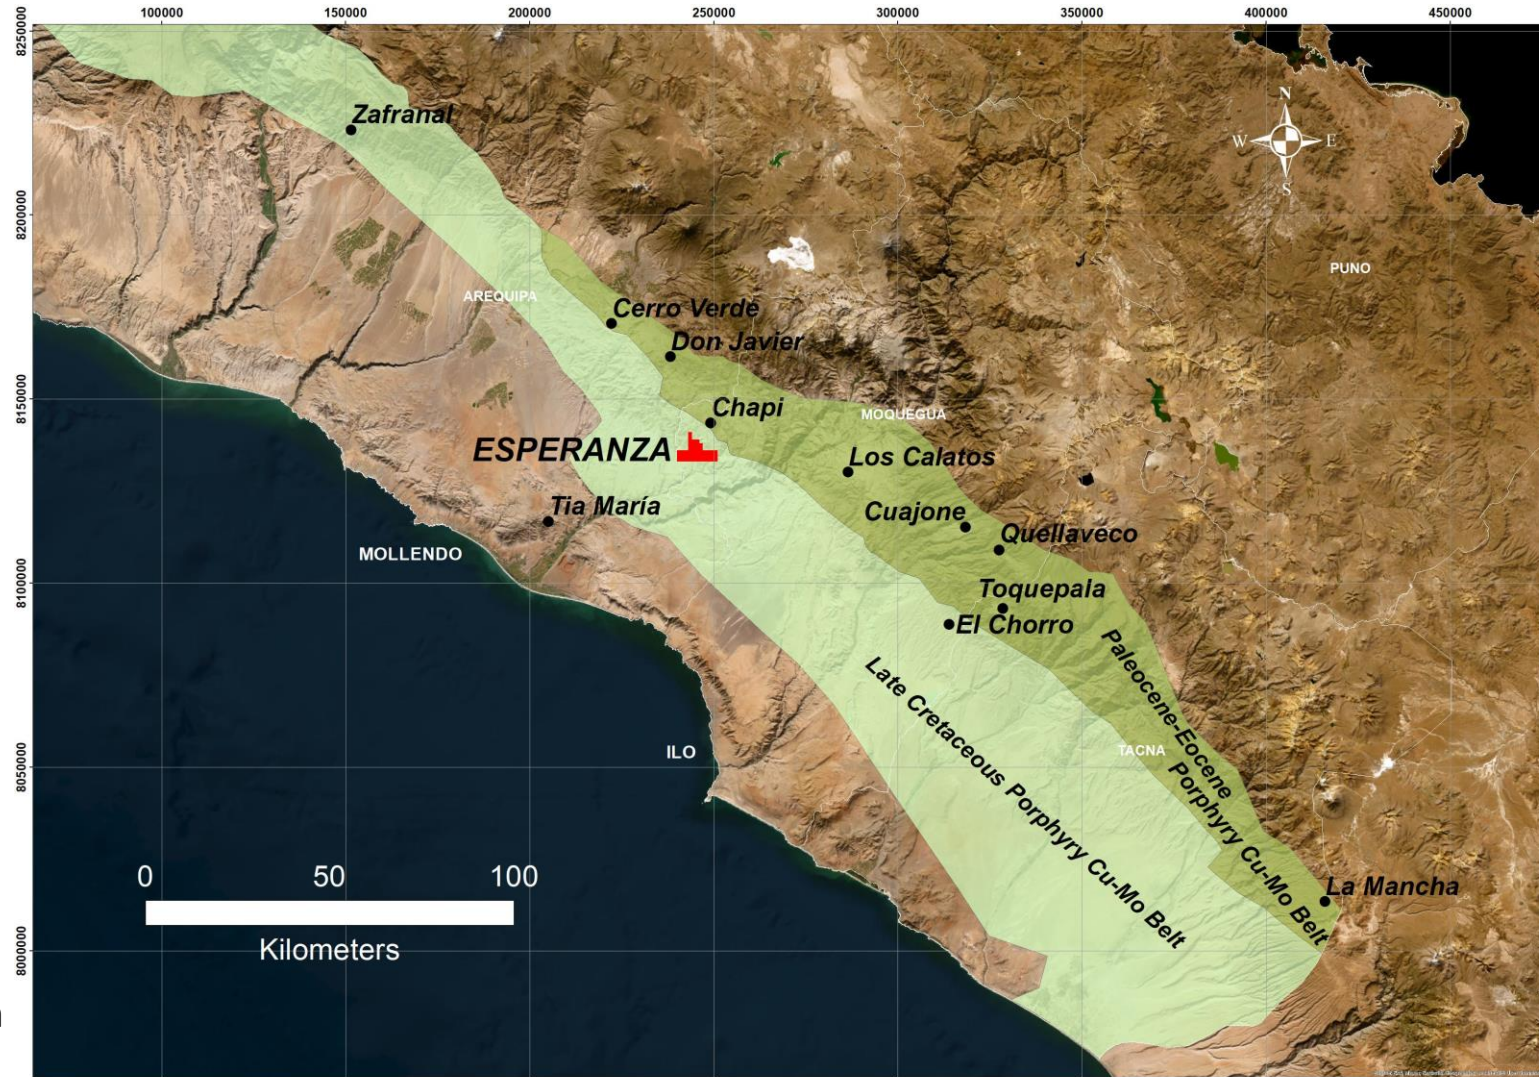 100000 150000 200000 250000 300000 350000 400000 450000
8250000
8200000
8150000
8100000
8050000
8000000
Zafranal
N
W E
S
PUNO
AREQUIPA
Cerro Verde
Don Javier
Chapi
MOQUEGUA
ESPERANZA
Los Calatos
Tia María
Cuajone
Quellaveco
MOLLENDO
Toquepala
El Chorro
Paleocene-Eocene
Porphyry Cu-Mo Belt
Late Cretaceous Porphyry Cu-Mo Belt
ILO
TACNA
La Mancha
0 50 100
Kilometers